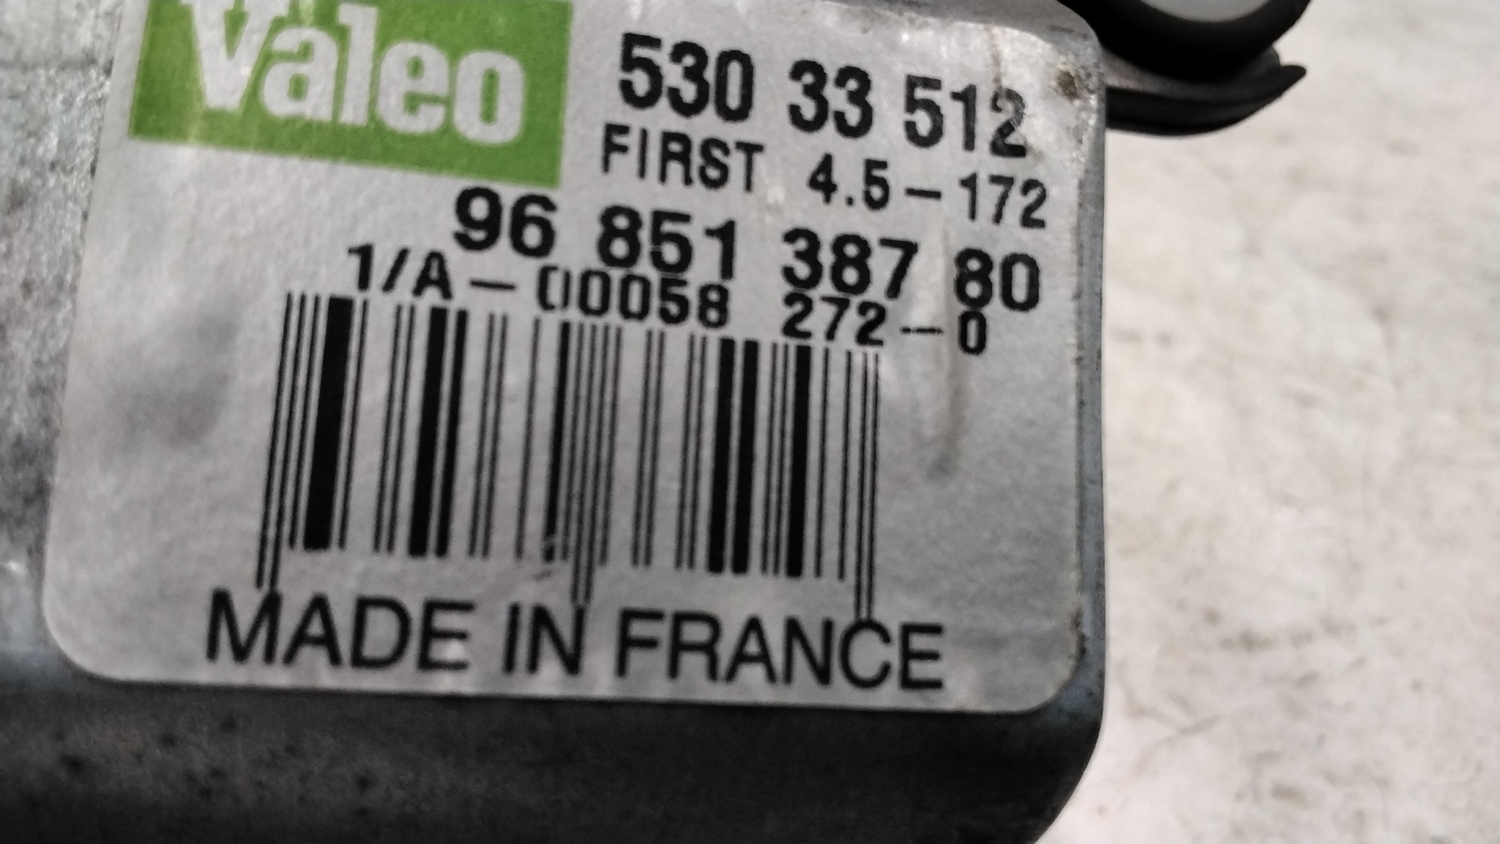 Valeo
530 33 512
FIRST 4.5-172
96 851 387 80
1/A-00058 272-0
MADE IN FRANCE